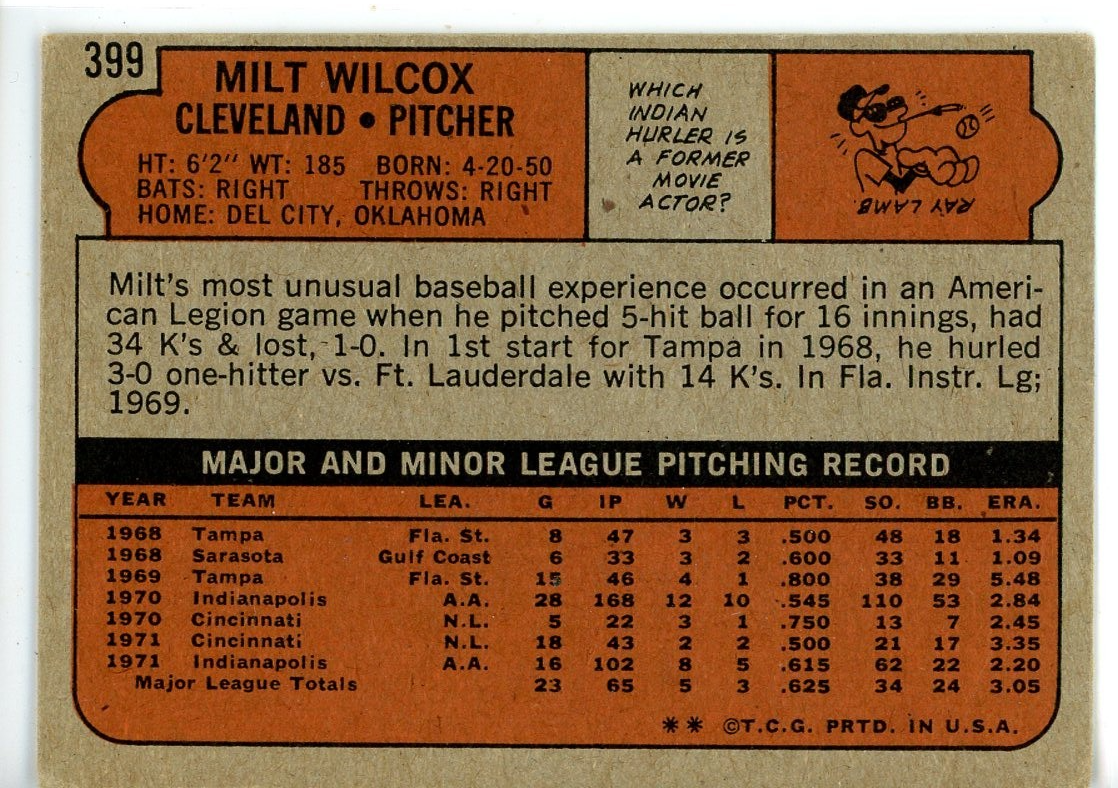 399
MILT WILCOX
CLEVELAND • PITCHER
HT: 6'2" WT: 185 BORN: 4-20-50
BATS: RIGHT THROWS: RIGHT
HOME: DEL CITY, OKLAHOMA
WHICH
INDIAN
HURLER IS
A FORMER
MOVIE
ACTOR?
RAY LAMB
Milt's most unusual baseball experience occurred in an Ameri-
can Legion game when he pitched 5-hit ball for 16 innings, had
34 K's & lost, 1-0. In 1st start for Tampa in 1968, he hurled
3-0 one-hitter vs. Ft. Lauderdale with 14 K's. In Fla. Instr. Lg;
1969.
MAJOR AND MINOR LEAGUE PITCHING RECORD
YEAR TEAM LEA. G IP W L PCT. SO. BB. ERA.
1968 Tampa Fla. St. 8 47 3 3 .500 48 18 1.34
1968 Sarasota Gulf Coast 6 33 3 2 .600 33 11 1.09
1969 Tampa Fla. St. 15 46 4 1 .800 38 29 5.48
1970 Indianapolis A.A. 28 168 12 10 .545 110 53 2.84
1970 Cincinnati N.L. 5 22 3 1 .750 13 7 2.45
1971 Cincinnati N.L. 18 43 2 2 .500 21 17 3.35
1971 Indianapolis A.A. 16 102 8 5 .615 62 22 2.20
Major League Totals 23 65 5 3 .625 34 24 3.05
** ©T.C.G. PRTD. IN U.S.A.